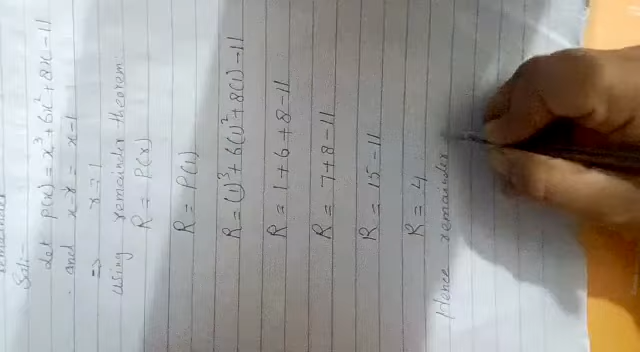 Sol:-
Let P(x) = x³+6x²+8x-11
and x-r = x-1
⇒ r=1
Using remainder theorem.
R = P(r)
R = P(1)
R = (1)³+6(1)²+8(1)-11
R = 1+6+8-11
R = 7+8-11
R = 15-11
R = 4
Hence remainder